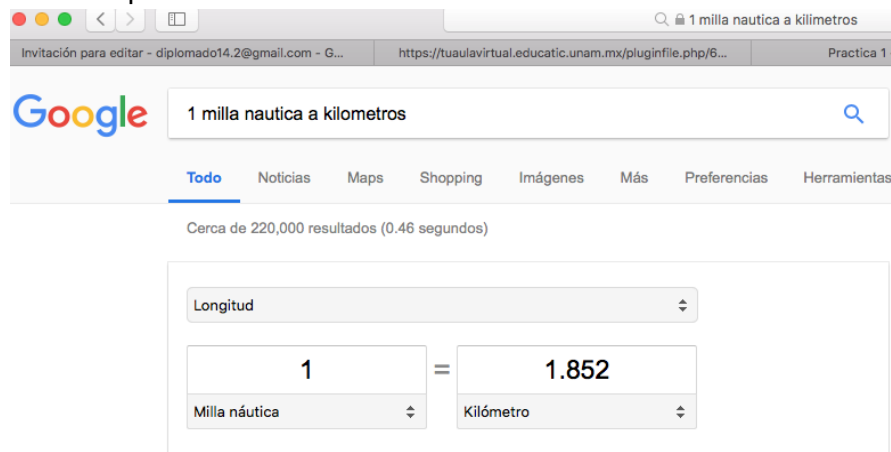 1 milla nautica a kilimetros
Invitación para editar - diplomado14.2@gmail.com - G... https://tuaulavirtual.educatic.unam.mx/pluginfile.php/6... Practica 1
Google 1 milla nautica a kilometros
Todo Noticias Maps Shopping Imágenes Más Preferencias Herramientas
Cerca de 220,000 resultados (0.46 segundos)
Longitud
1 = 1.852
Milla náutica Kilómetro